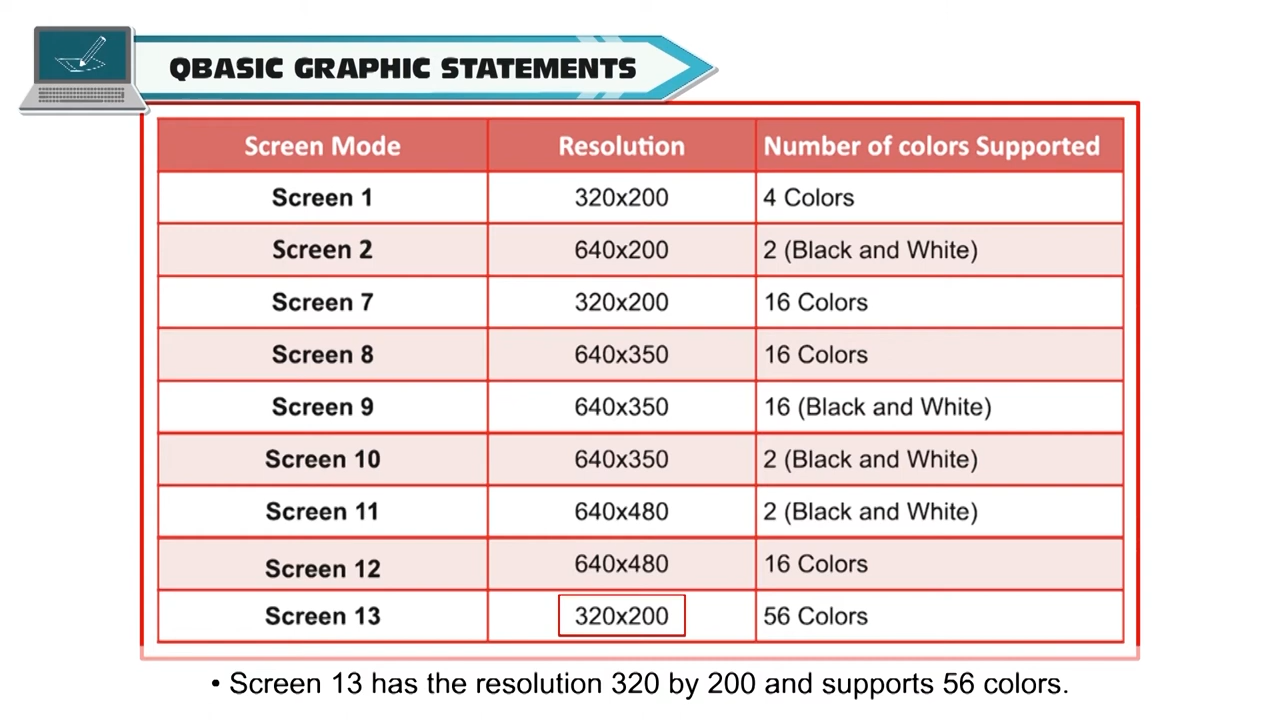 QBASIC GRAPHIC STATEMENTS
Screen Mode Resolution Number of colors Supported
Screen 1 320x200 4 Colors
Screen 2 640x200 2 (Black and White)
Screen 7 320x200 16 Colors
Screen 8 640x350 16 Colors
Screen 9 640x350 16 (Black and White)
Screen 10 640x350 2 (Black and White)
Screen 11 640x480 2 (Black and White)
Screen 12 640x480 16 Colors
Screen 13 320x200 56 Colors
• Screen 13 has the resolution 320 by 200 and supports 56 colors.